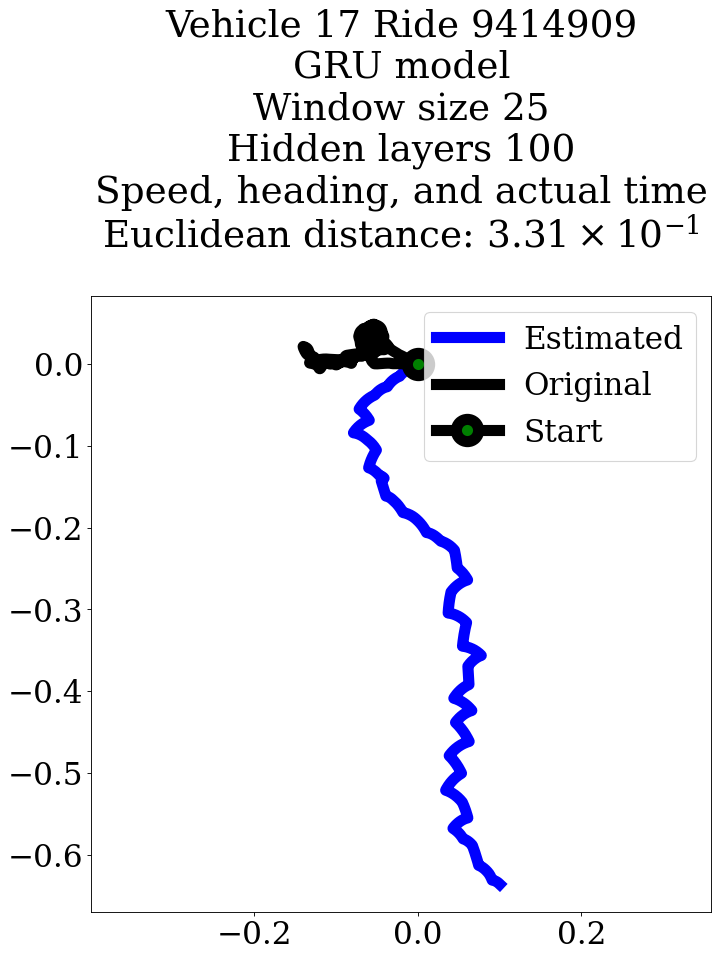 Vehicle 17 Ride 9414909
GRU model
Window size 25
Hidden layers 100
Speed, heading, and actual time
Euclidean distance: 3.31 × 10⁻¹
Estimated
Original
Start
0.0
−0.1
−0.2
−0.3
−0.4
−0.5
−0.6
−0.2 0.0 0.2